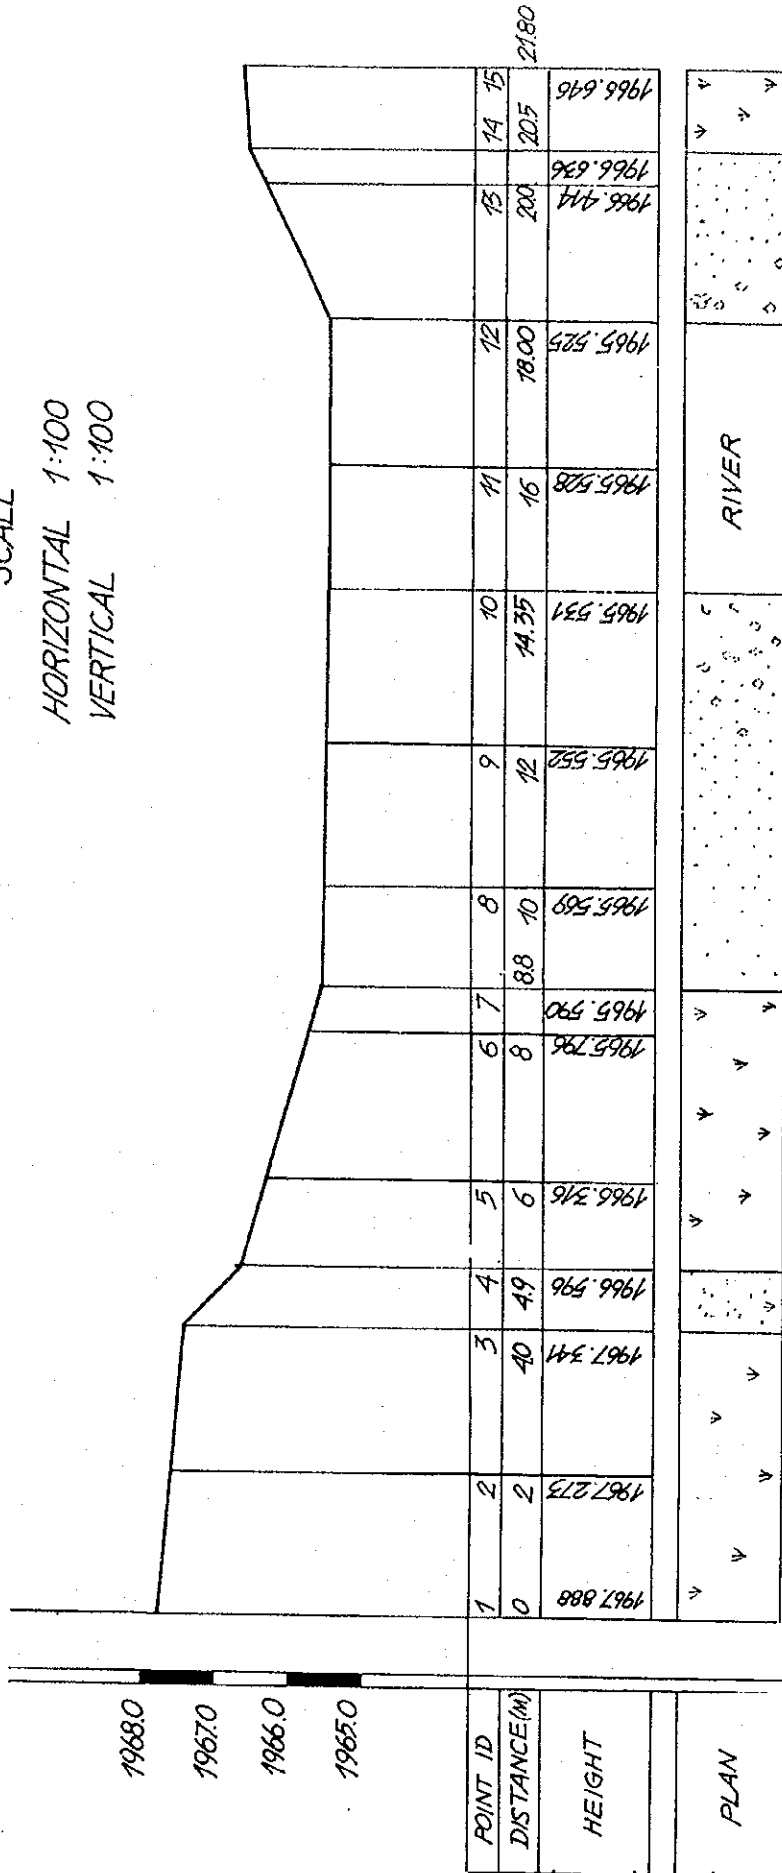 SCALE
HORIZONTAL 1:100
VERTICAL 1:100
1968.0
1967.0
1966.0
1965.0
POINT ID 1 2 3 4 5 6 7 8 9 10 11 12 13 14 15
DISTANCE(M) 0 2 4.0 4.9 6 8 8.8 10 12 14.35 16 18.00 20.0 20.5 21.80
HEIGHT 1967.888 1967.273 1967.341 1966.596 1966.316 1965.796 1965.590 1965.569 1965.552 1965.531 1965.528 1965.525 1966.414 1966.636 1966.646
PLAN RIVER